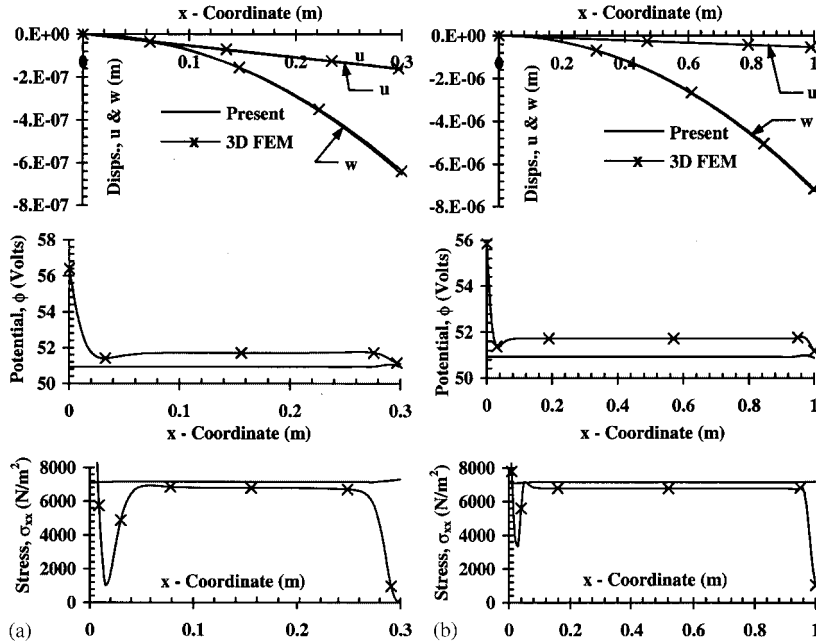 x - Coordinate (m)
0.E+00
-2.E-07
-4.E-07
-6.E-07
-8.E-07
0
0.1
0.2
0.3
Disps., u & w (m)
u
u
w
Present
3D FEM
x - Coordinate (m)
0.E+00
-2.E-06
-4.E-06
-6.E-06
-8.E-06
0
0.2
0.4
0.6
0.8
1
Disps., u & w (m)
u
w
Present
3D FEM
Potential, ϕ (Volts)
58
56
54
52
50
0
0.1
0.2
0.3
x - Coordinate (m)
Potential, ϕ (Volts)
56
54
52
50
0
0.2
0.4
0.6
0.8
1
x - Coordinate (m)
Stress, σxx (N/m²)
8000
6000
4000
2000
0
x - Coordinate (m)
0
0.1
0.2
0.3
(a)
Stress, σxx (N/m²)
8000
6000
4000
2000
0
x - Coordinate (m)
0
0.2
0.4
0.6
0.8
1
(b)